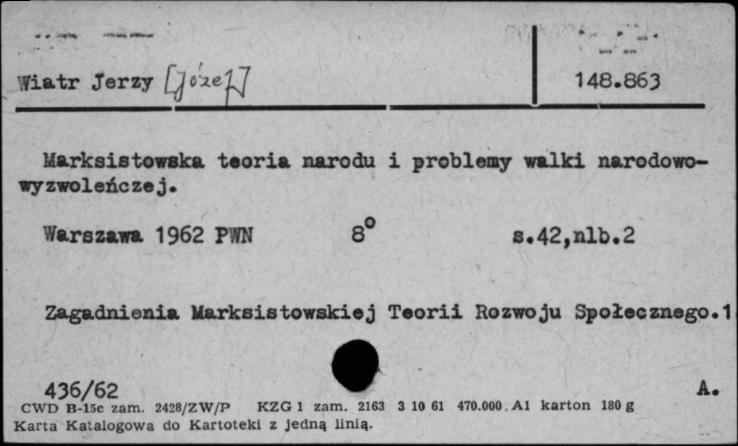 Wiatr Jerzy [Józef] 148.863
Marksistowska teoria narodu i problemy walki narodowo-
wyzwoleńczej.
Warszawa 1962 PWN 8° s.42,nlb.2
Zagadnienia Marksistowskiej Teorii Rozwoju Społecznego.1
436/62 A.
CWD B-15c zam. 2428/ZW/P KZG 1 zam. 2163 3 10 61 470.000. A1 karton 180 g
Karta Katalogowa do Kartoteki z jedną linią.